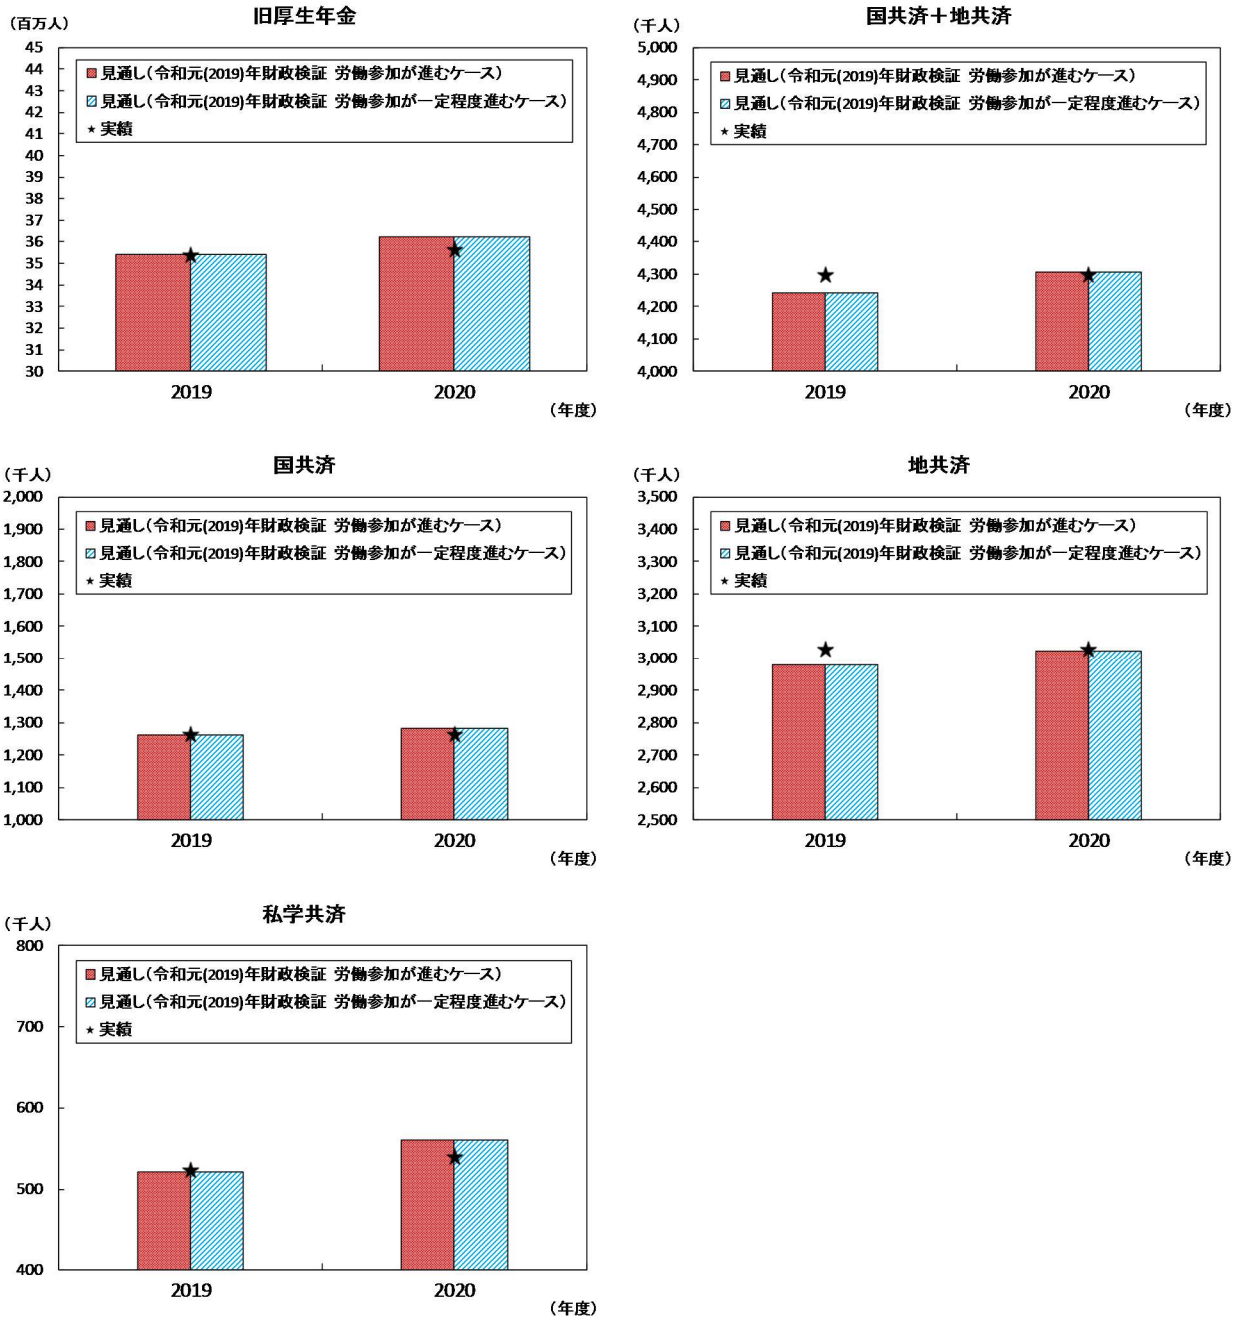 旧厚生年金
(百万人)
45
44
43
42
41
40
39
38
37
36
35
34
33
32
31
30
見通し(令和元(2019)年財政検証 労働参加が進むケース)
見通し(令和元(2019)年財政検証 労働参加が一定程度進むケース)
★ 実績
2019
2020
(年度)
国共済＋地共済
(千人)
5,000
4,900
4,800
4,700
4,600
4,500
4,400
4,300
4,200
4,100
4,000
見通し(令和元(2019)年財政検証 労働参加が進むケース)
見通し(令和元(2019)年財政検証 労働参加が一定程度進むケース)
★ 実績
2019
2020
(年度)
国共済
(千人)
2,000
1,900
1,800
1,700
1,600
1,500
1,400
1,300
1,200
1,100
1,000
見通し(令和元(2019)年財政検証 労働参加が進むケース)
見通し(令和元(2019)年財政検証 労働参加が一定程度進むケース)
★ 実績
2019
2020
(年度)
地共済
(千人)
3,500
3,400
3,300
3,200
3,100
3,000
2,900
2,800
2,700
2,600
2,500
見通し(令和元(2019)年財政検証 労働参加が進むケース)
見通し(令和元(2019)年財政検証 労働参加が一定程度進むケース)
★ 実績
2019
2020
(年度)
私学共済
(千人)
800
700
600
500
400
見通し(令和元(2019)年財政検証 労働参加が進むケース)
見通し(令和元(2019)年財政検証 労働参加が一定程度進むケース)
★ 実績
2019
2020
(年度)